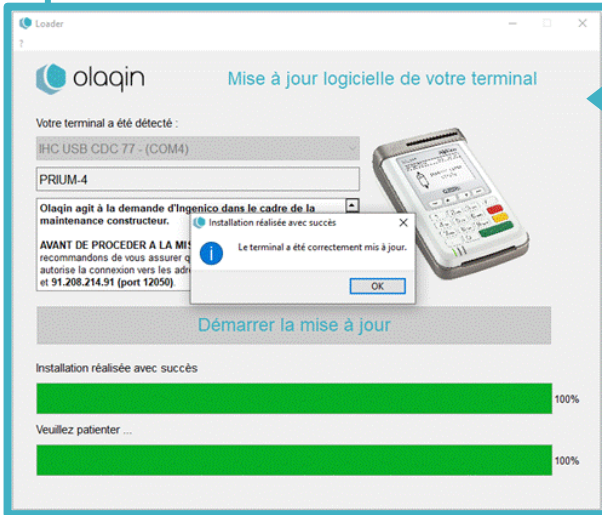 Loader
?
olaqin
Mise à jour logicielle de votre terminal
Votre terminal a été détecté :
IHC USB CDC 77 - (COM4)
PRIUM-4
Olaqin agit à la demande d'Ingenico dans le cadre de la
maintenance constructeur.
AVANT DE PROCEDER A LA MI
recommandons de vous assurer q
autorise la connexion vers les adr
et 91.208.214.91 (port 12050).
Installation réalisée avec succès
Le terminal a été correctement mis à jour.
OK
Démarrer la mise à jour
Installation réalisée avec succès
100%
Veuillez patienter ...
100%